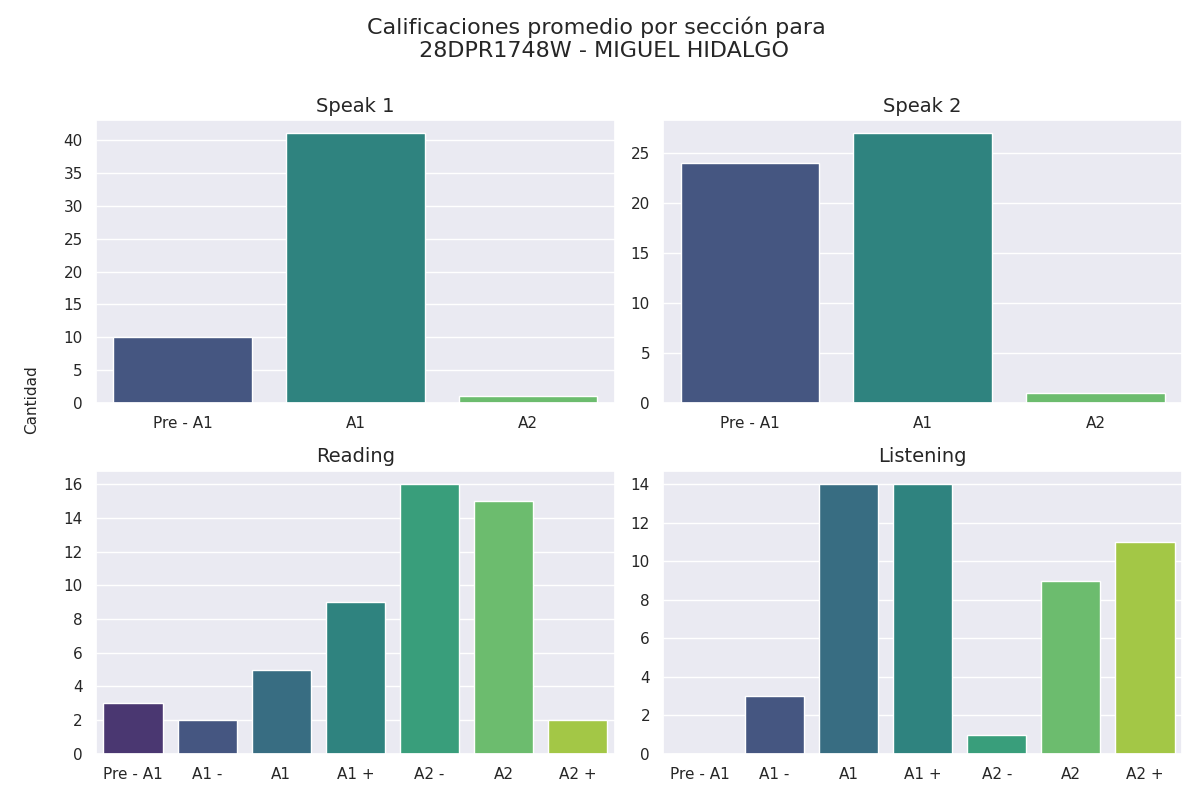 Calificaciones promedio por sección para
28DPR1748W - MIGUEL HIDALGO
Cantidad
Speak 1
40
35
30
25
20
15
10
5
0
Pre - A1 A1 A2
Speak 2
25
20
15
10
5
0
Pre - A1 A1 A2
Reading
16
14
12
10
8
6
4
2
0
Pre - A1 A1 - A1 A1 + A2 - A2 A2 +
Listening
14
12
10
8
6
4
2
0
Pre - A1 A1 - A1 A1 + A2 - A2 A2 +